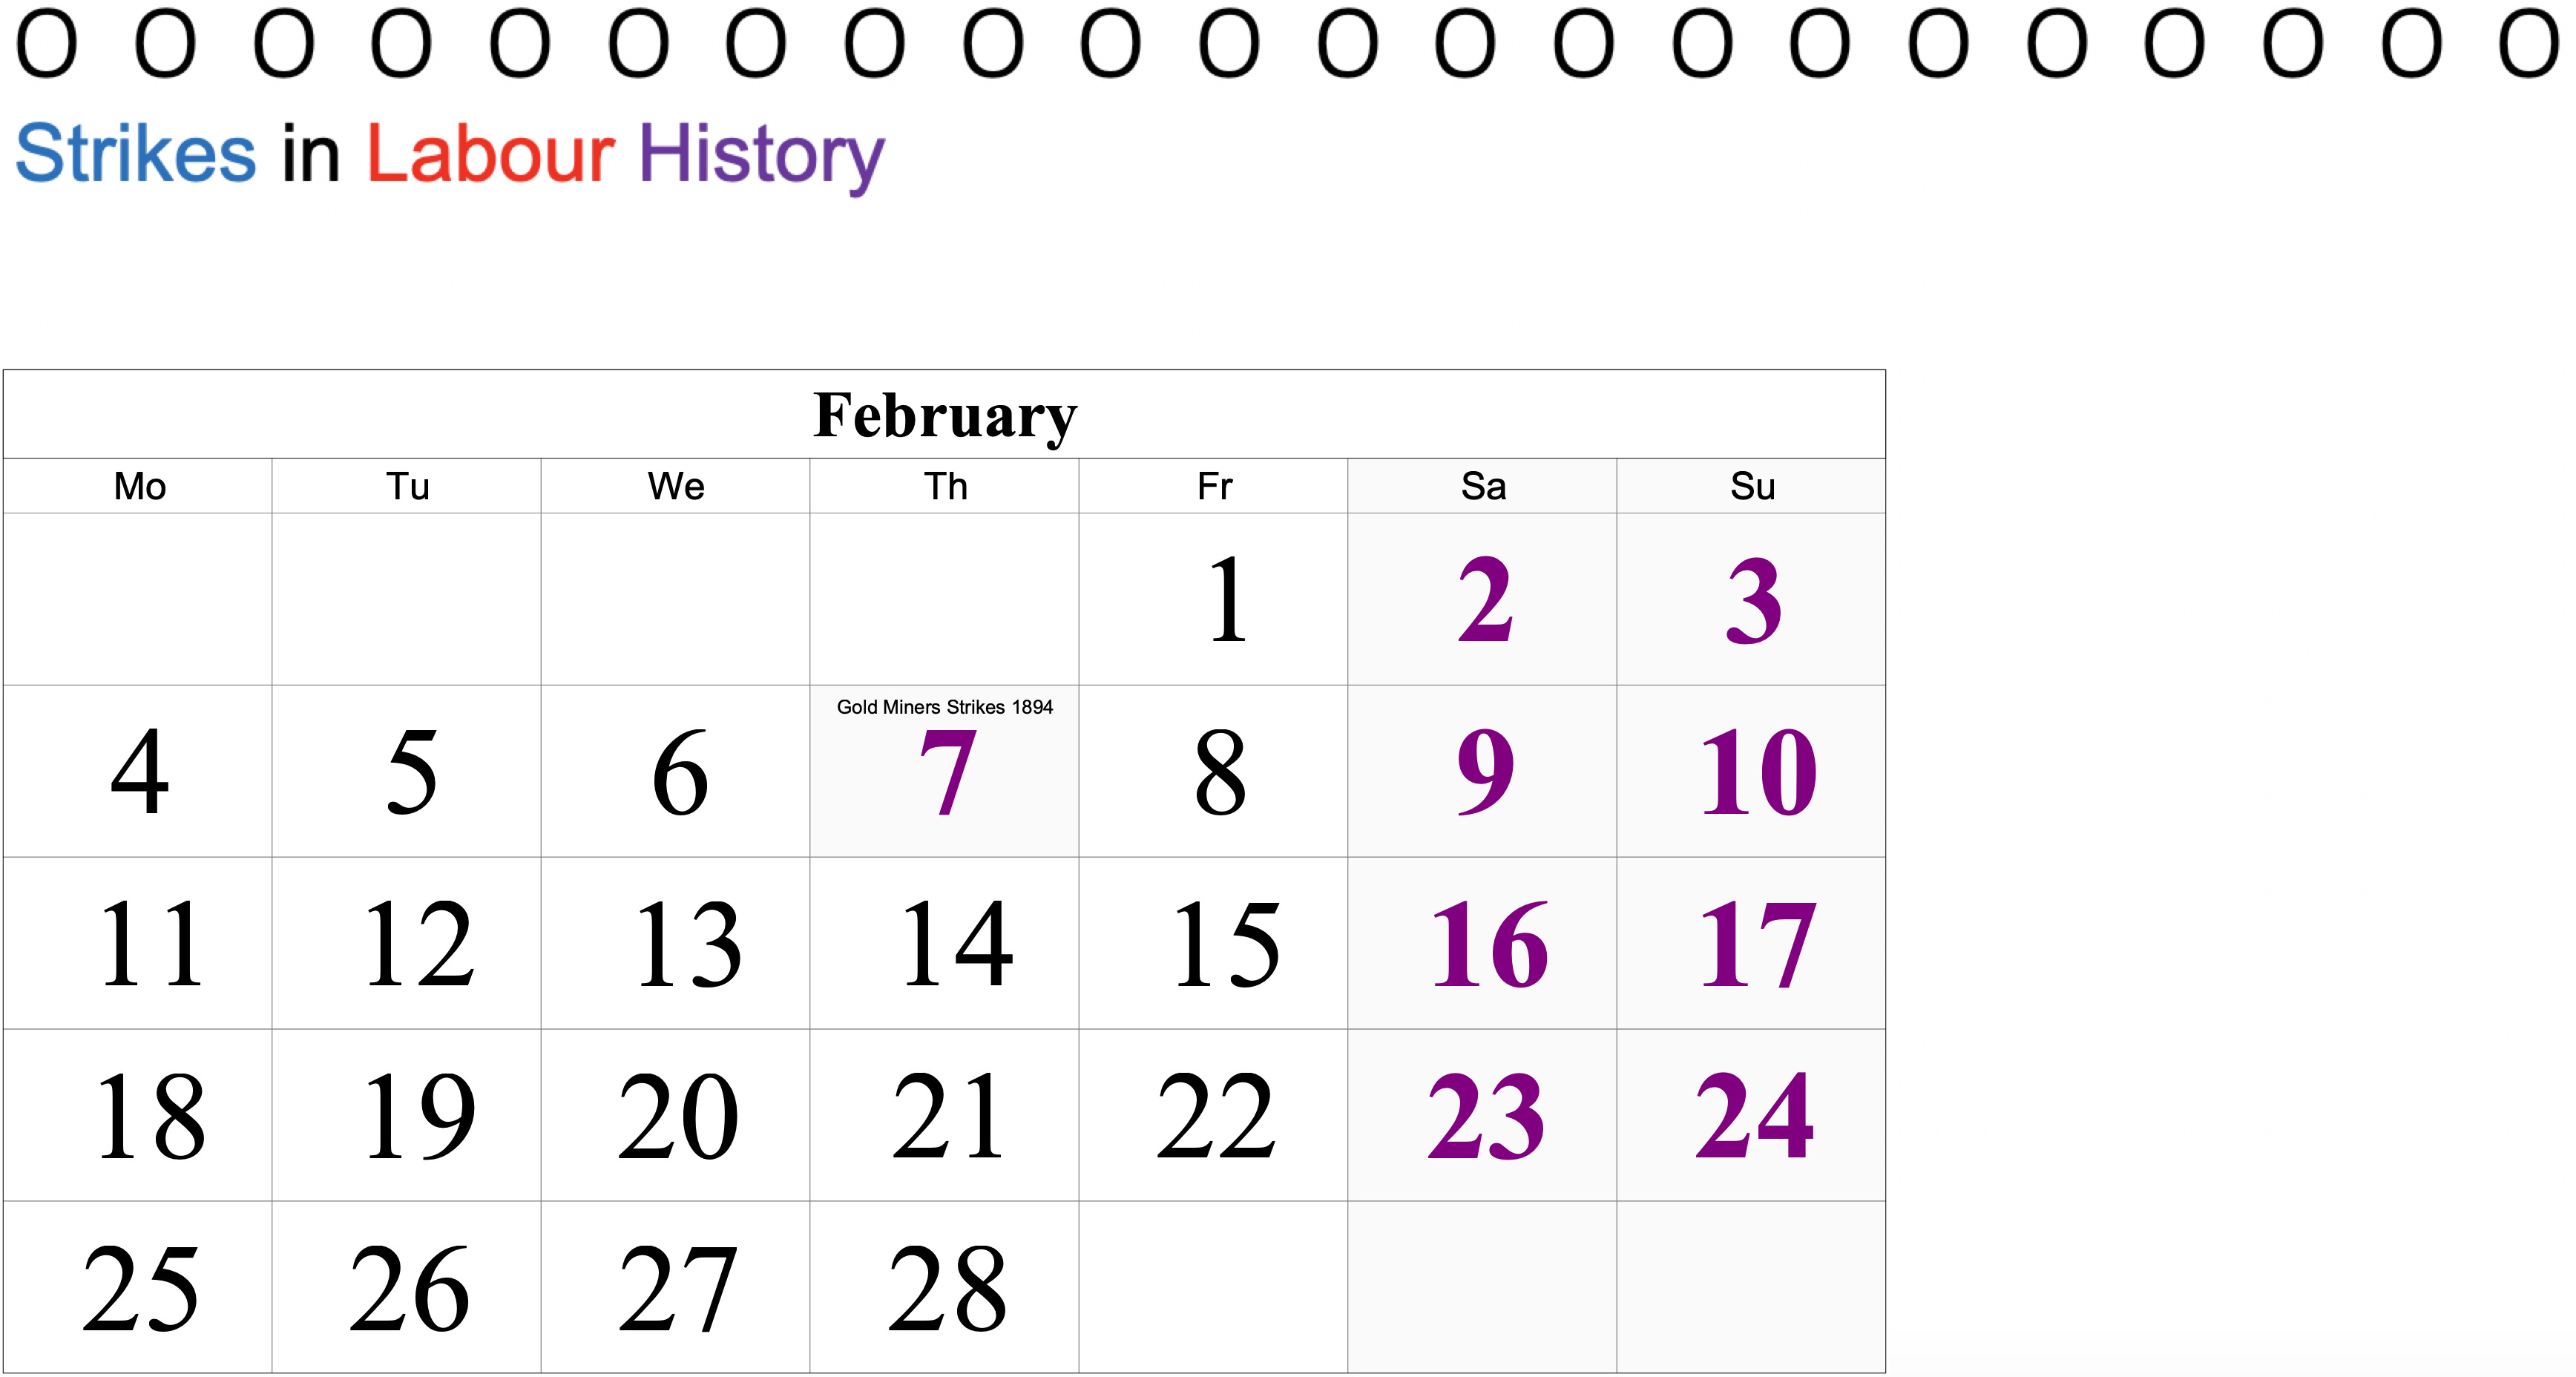 O O O O O O O O O O O O O O O O O O O O O O
Strikes in Labour History
February
Mo Tu We Th Fr Sa Su
1 2 3
Gold Miners Strikes 1894
4 5 6 7 8 9 10
11 12 13 14 15 16 17
18 19 20 21 22 23 24
25 26 27 28